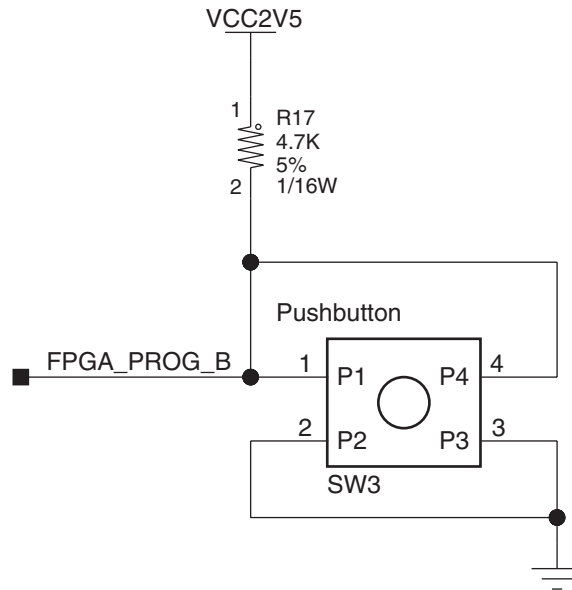 VCC2V5
1
R17
4.7K
5%
2
1/16W
Pushbutton
FPGA_PROG_B
1 P1 P4 4
2 P2 P3 3
SW3